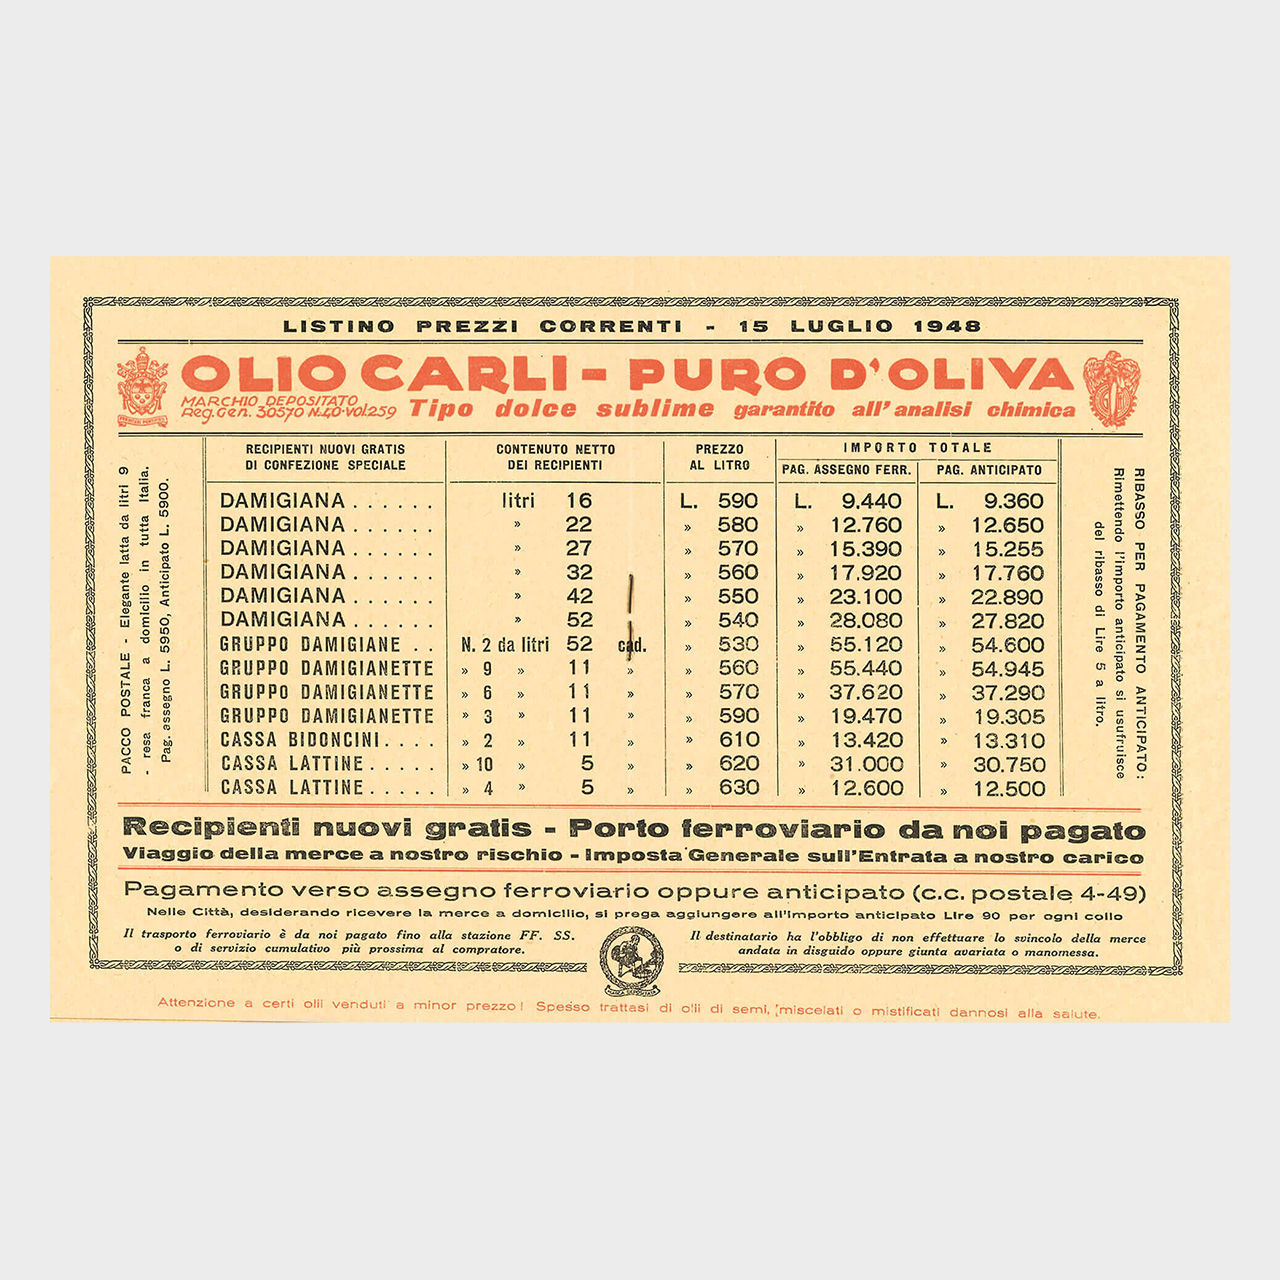 LISTINO PREZZI CORRENTI - 15 LUGLIO 1948
OLIO CARLI - PURO D'OLIVA
MARCHIO DEPOSITATO
Reg. Gen. 30570 N.40-vol.259
Tipo dolce sublime garantito all'analisi chimica
PACCO POSTALE - Elegante latta da litri 9
- resa franca a domicilio in tutta Italia.
Pag. assegno L. 5950, Anticipato L. 5900.
RECIPIENTI NUOVI GRATIS DI CONFEZIONE SPECIALE CONTENUTO NETTO DEI RECIPIENTI PREZZO AL LITRO IMPORTO TOTALE
PAG. ASSEGNO FERR. PAG. ANTICIPATO
DAMIGIANA . . . . . . litri 16 L. 590 L. 9.440 L. 9.360
DAMIGIANA . . . . . . » 22 » 580 » 12.760 » 12.650
DAMIGIANA . . . . . . » 27 » 570 » 15.390 » 15.255
DAMIGIANA . . . . . . » 32 » 560 » 17.920 » 17.760
DAMIGIANA . . . . . . » 42 » 550 » 23.100 » 22.890
DAMIGIANA . . . . . . » 52 » 540 » 28.080 » 27.820
GRUPPO DAMIGIANE . . N. 2 da litri 52 cad. » 530 » 55.120 » 54.600
GRUPPO DAMIGIANETTE » 9 » 11 » » 560 » 55.440 » 54.945
GRUPPO DAMIGIANETTE » 6 » 11 » » 570 » 37.620 » 37.290
GRUPPO DAMIGIANETTE » 3 » 11 » » 590 » 19.470 » 19.305
CASSA BIDONCINI . . . . » 2 » 11 » » 610 » 13.420 » 13.310
CASSA LATTINE . . . . . » 10 » 5 » » 620 » 31.000 » 30.750
CASSA LATTINE . . . . . » 4 » 5 » » 630 » 12.600 » 12.500
RIBASSO PER PAGAMENTO ANTICIPATO:
Rimettendo l'importo anticipato si usufruisce
del ribasso di Lire 5 a litro.
Recipienti nuovi gratis - Porto ferroviario da noi pagato
Viaggio della merce a nostro rischio - Imposta Generale sull'Entrata a nostro carico
Pagamento verso assegno ferroviario oppure anticipato (c.c. postale 4-49)
Nelle Città, desiderando ricevere la merce a domicilio, si prega aggiungere all'importo anticipato Lire 90 per ogni collo
Il trasporto ferroviario è da noi pagato fino alla stazione FF. SS.
o di servizio cumulativo più prossima al compratore.
Il destinatario ha l'obbligo di non effettuare lo svincolo della merce
andata in disguido oppure giunta avariata o manomessa.
MARCA DEPOSITATA
Attenzione a certi olii venduti a minor prezzo! Spesso trattasi di olii di semi, miscelati o mistificati dannosi alla salute.